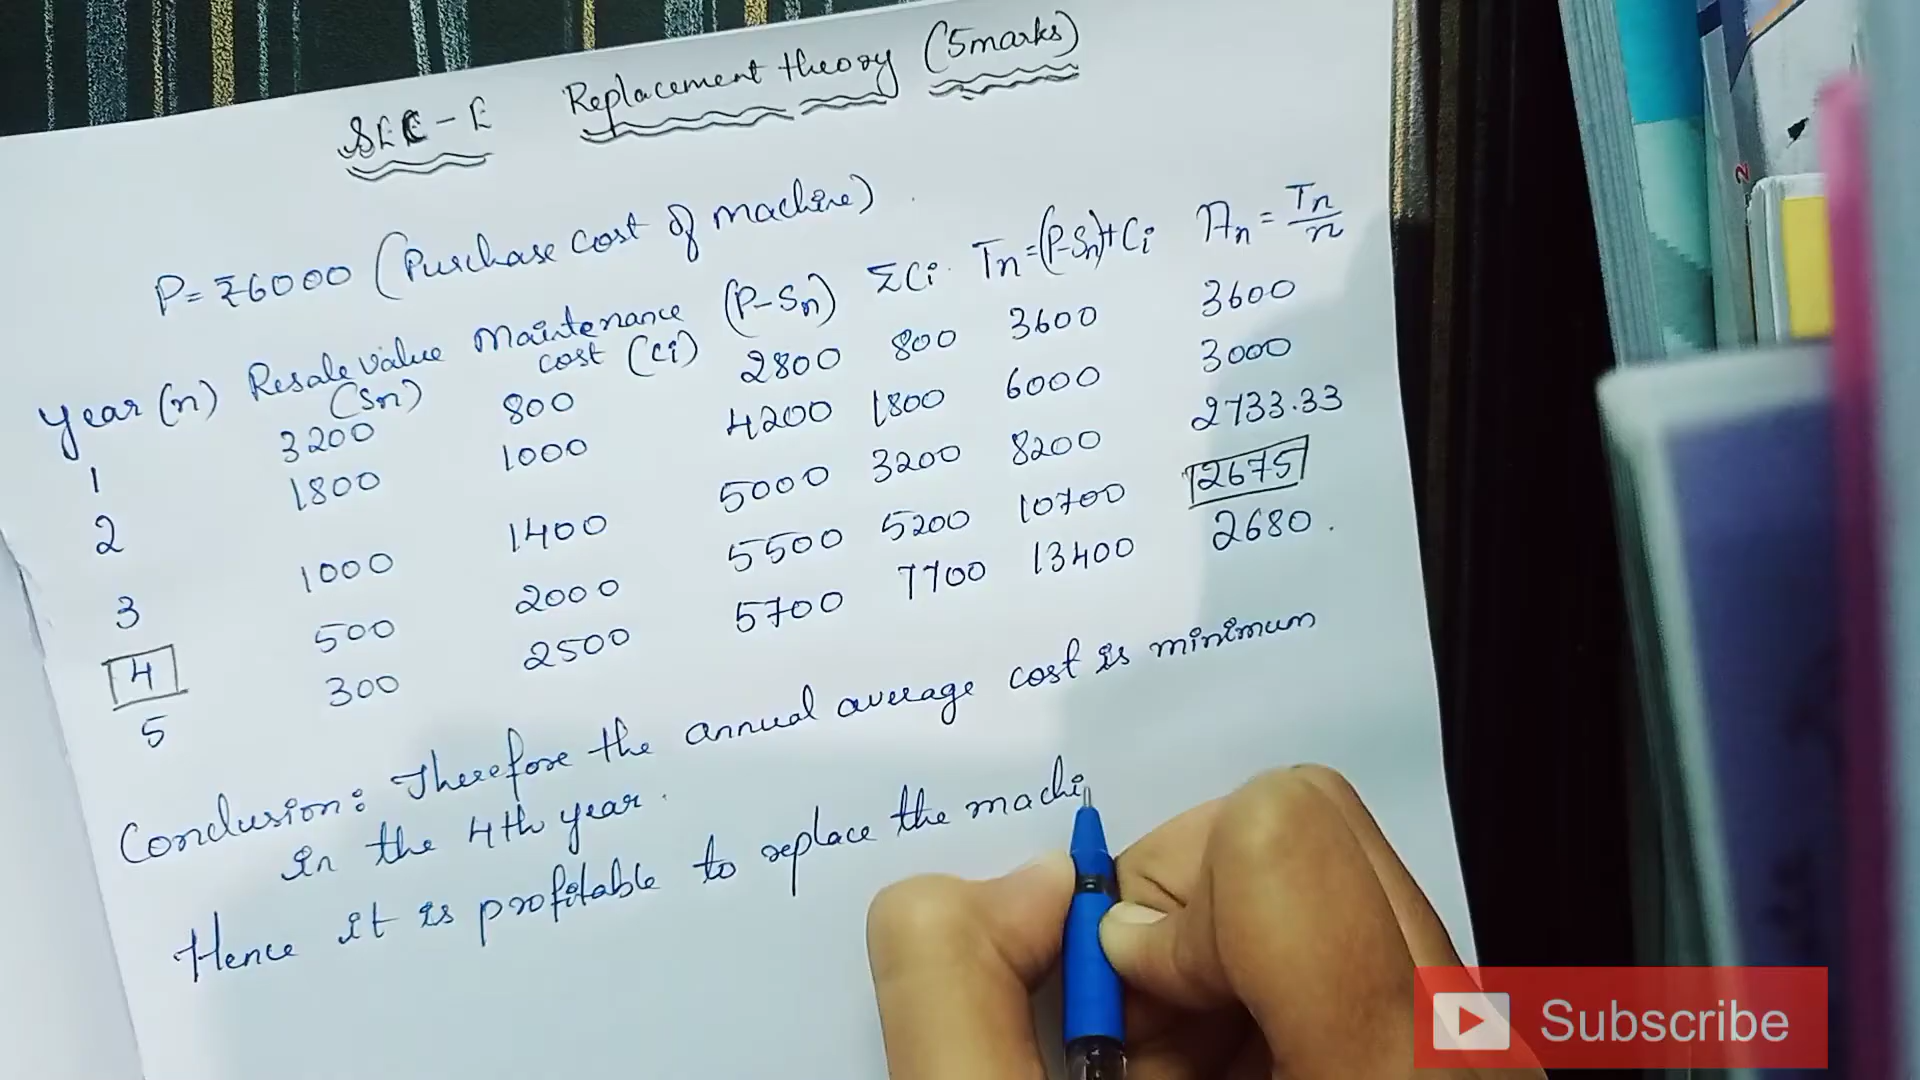 SEC-E Replacement theory (5marks)
P=₹6000 (Purchase cost of machine)
Year (n) Resale value (Sn) Maintenance cost (Ci) (P-Sn) ΣCi Tn=(P-Sn)+Ci An = Tn/n
1 3200 800 2800 800 3600 3600
2 1800 1000 4200 1800 6000 3000
3 1000 1400 5000 3200 8200 2733.33
4 500 2000 5500 5200 10700 2675
5 300 2500 5700 7700 13400 2680.
Conclusion: Therefore the annual average cost is minimum
in the 4th year.
Hence it is profitable to replace the machi
Subscribe